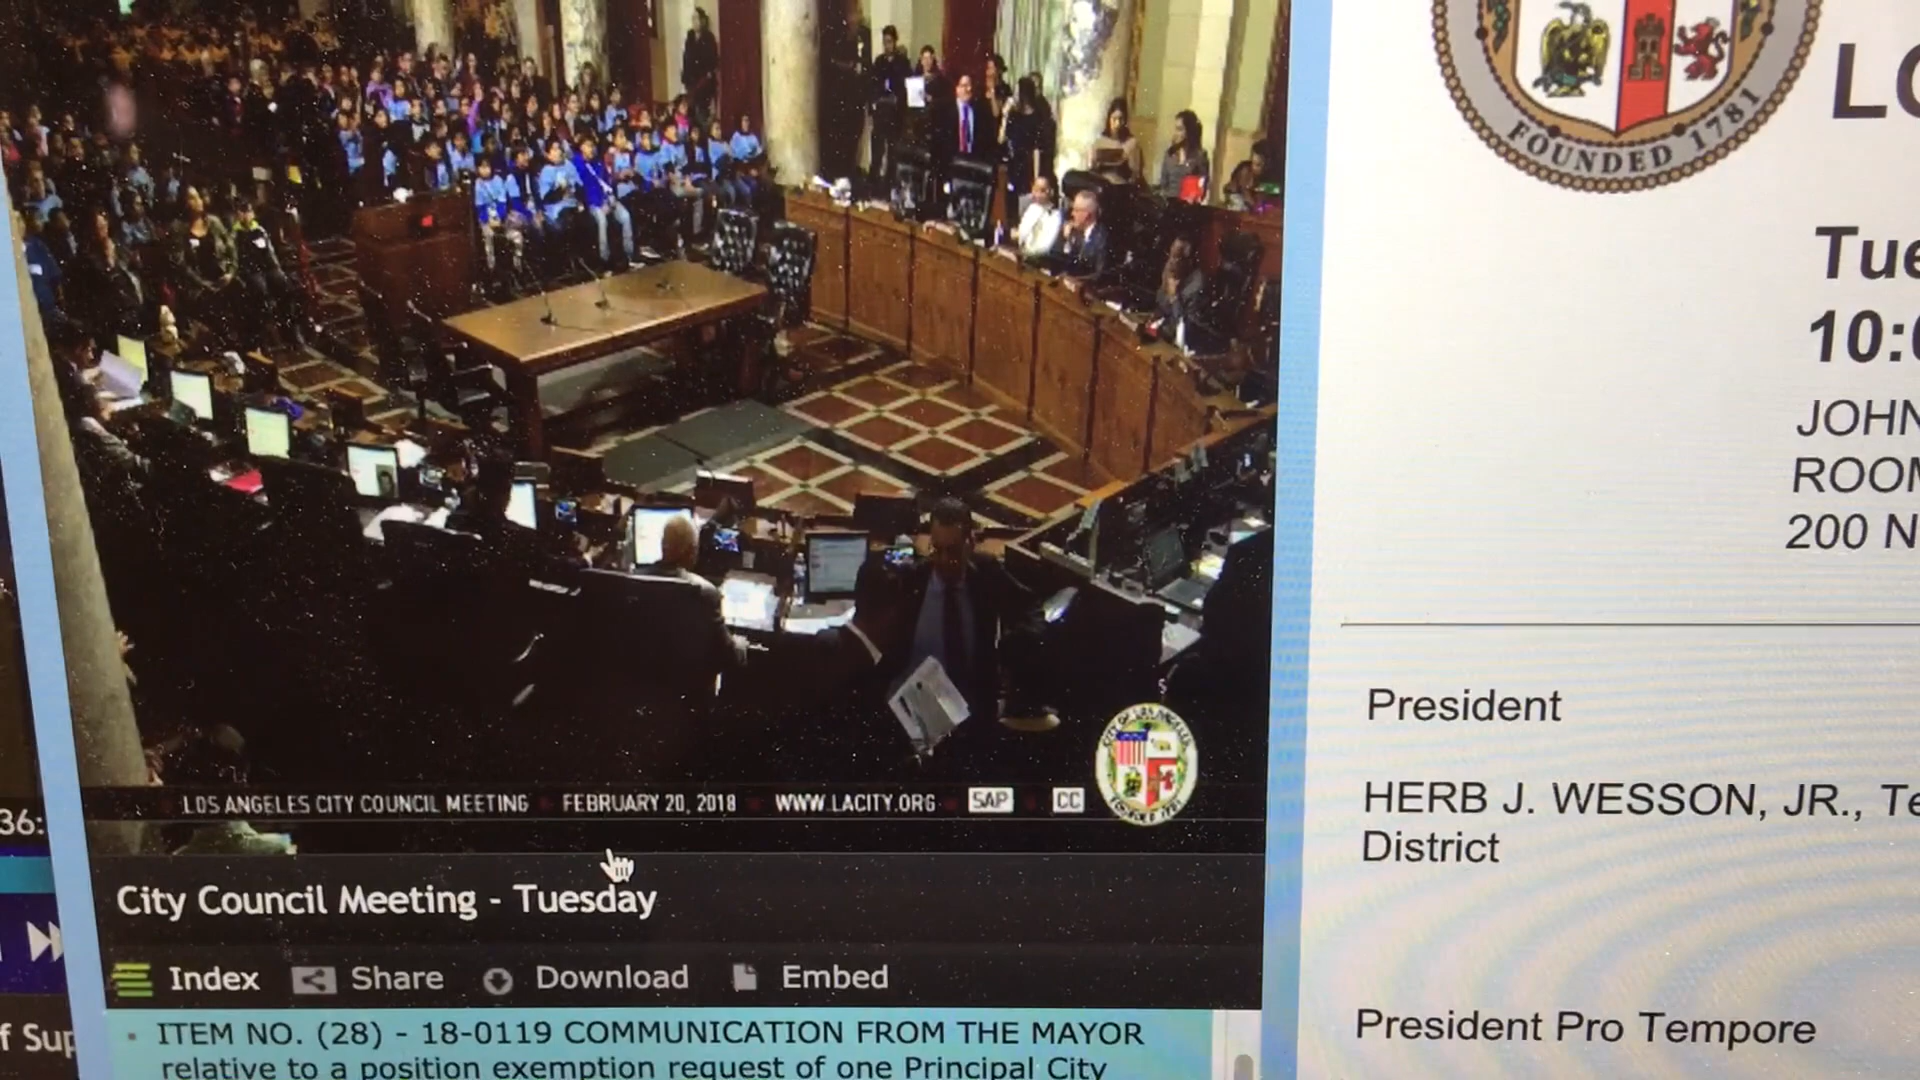 FOUNDED 1781
LO
Tue
10:0
JOHN
ROOM
200 N
President
HERB J. WESSON, JR., Te
District
President Pro Tempore
LOS ANGELES CITY COUNCIL MEETING FEBRUARY 20, 2018 WWW.LACITY.ORG SAP CC
36:
City Council Meeting - Tuesday
Index Share Download Embed
f Sup
ITEM NO. (28) - 18-0119 COMMUNICATION FROM THE MAYOR
relative to a position exemption request of one Principal City